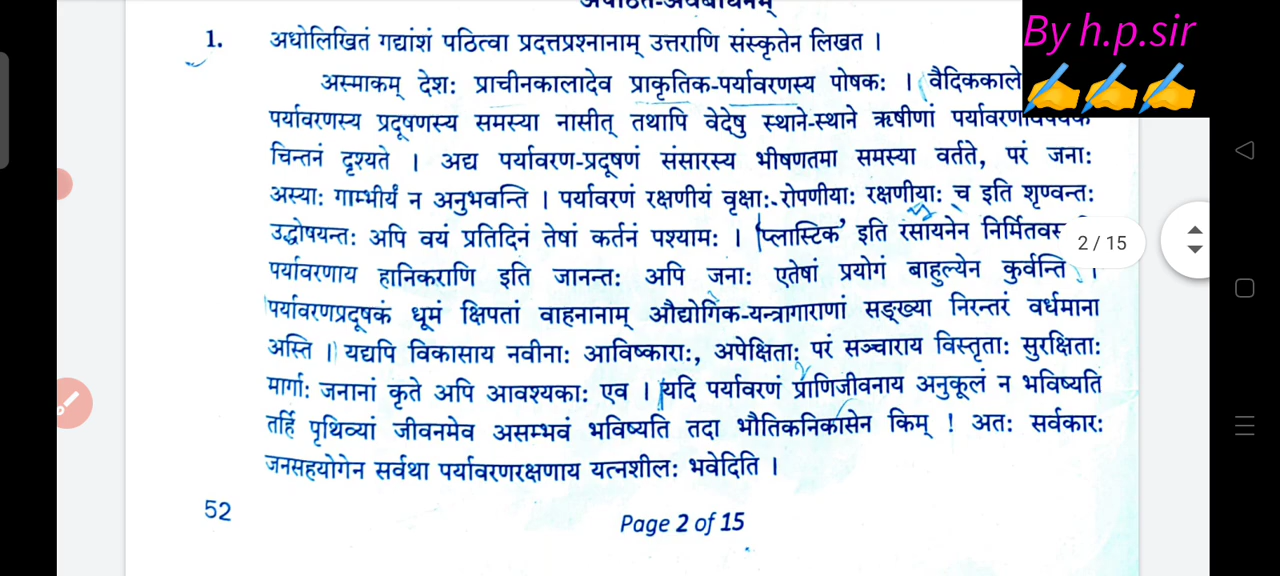 By h.p.sir
1. अधोलिखितं गद्यांशं पठित्वा प्रदत्तप्रश्नानाम् उत्तराणि संस्कृतेन लिखत ।
अस्माकम् देशः प्राचीनकालादेव प्राकृतिक-पर्यावरणस्य पोषकः । वैदिककाले
पर्यावरणस्य प्रदूषणस्य समस्या नासीत् तथापि वेदेषु स्थाने-स्थाने ऋषीणां
चिन्तनं दृश्यते । अद्य पर्यावरण-प्रदूषणं संसारस्य भीषणतमा समस्या वर्तते, परं जनाः
अस्याः गाम्भीर्यं न अनुभवन्ति । पर्यावरणं रक्षणीयं वृक्षाः रोपणीयाः रक्षणीयाः च इति शृण्वन्तः
उद्घोषयन्तः अपि वयं प्रतिदिनं तेषां कर्तनं पश्यामः । 'प्लास्टिक' इति रसायनेन
2 / 15
पर्यावरणाय हानिकराणि इति जानन्तः अपि जनाः एतेषां प्रयोगं बाहुल्येन कुर्वन्ति ।
पर्यावरणप्रदूषकं धूमं क्षिपतां वाहनानाम् औद्योगिक-यन्त्रागाराणां सङ्ख्या निरन्तरं वर्धमाना
अस्ति । यद्यपि विकासाय नवीनाः आविष्काराः, अपेक्षिताः परं सञ्चाराय विस्तृताः सुरक्षिताः
मार्गाः जनानां कृते अपि आवश्यकाः एव । यदि पर्यावरणं प्राणिजीवनाय अनुकूलं न भविष्यति
तर्हि पृथिव्यां जीवनमेव असम्भवं भविष्यति तदा भौतिकनिकासेन किम् ! अतः सर्वकारः
जनसहयोगेन सर्वथा पर्यावरणरक्षणाय यत्नशीलः भवेदिति ।
52
Page 2 of 15